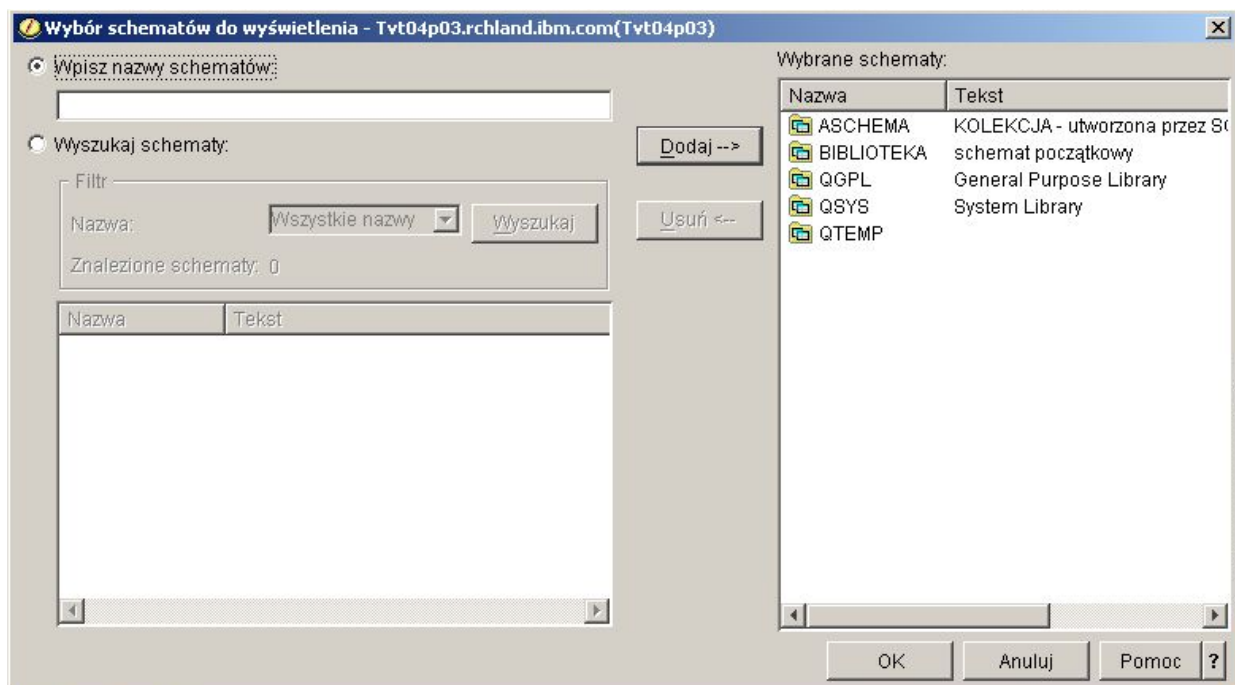 Wybór schematów do wyświetlenia - Tvt04p03.rchland.ibm.com(Tvt04p03)
Wpisz nazwy schematów:
Wyszukaj schematy:
Filtr
Nazwa:
Wszystkie nazwy
Wyszukaj
Znalezione schematy: 0
Nazwa Tekst
Dodaj -->
Usuń <--
Wybrane schematy:
Nazwa Tekst
ASCHEMA KOLEKCJA - utworzona przez
BIBLIOTEKA schemat początkowy
QGPL General Purpose Library
QSYS System Library
QTEMP
OK Anuluj Pomoc ?